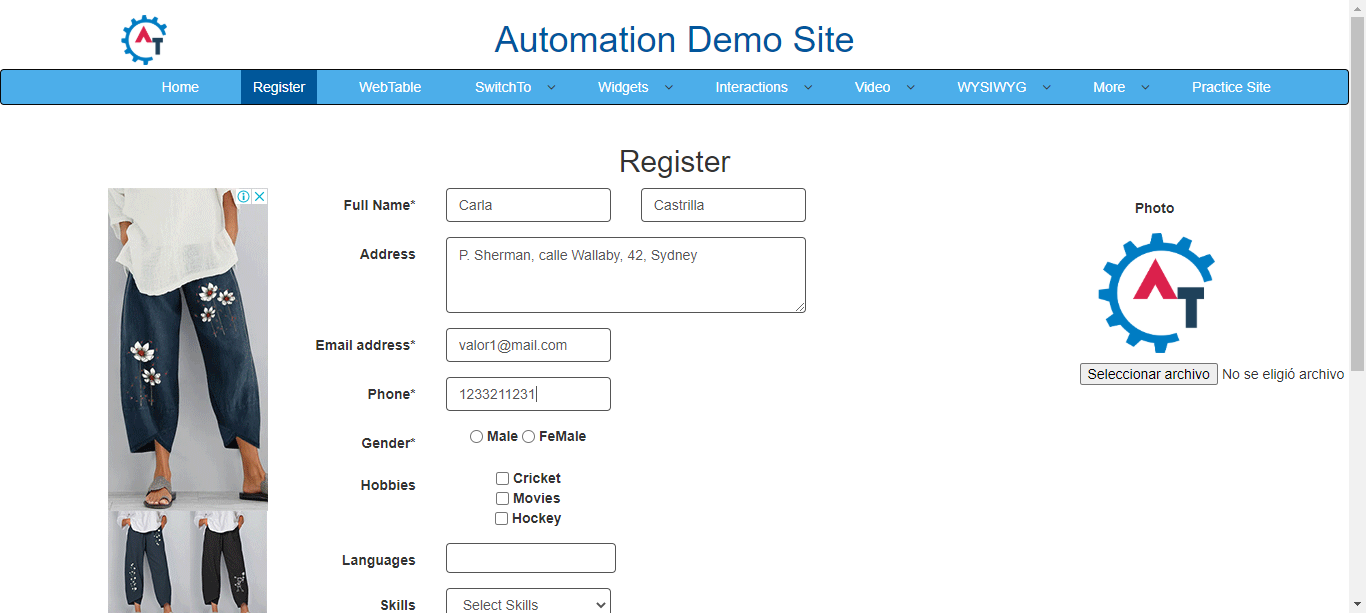 Automation Demo Site
Home Register WebTable SwitchTo Widgets Interactions Video WYSIWYG More Practice Site
Register
Full Name* Carla Castrilla
Address P. Sherman, calle Wallaby, 42, Sydney
Email address* valor1@mail.com
Phone* 1233211231
Gender* Male FeMale
Hobbies Cricket
Movies
Hockey
Languages
Skills Select Skills
Photo
AT
Seleccionar archivo No se eligió archivo